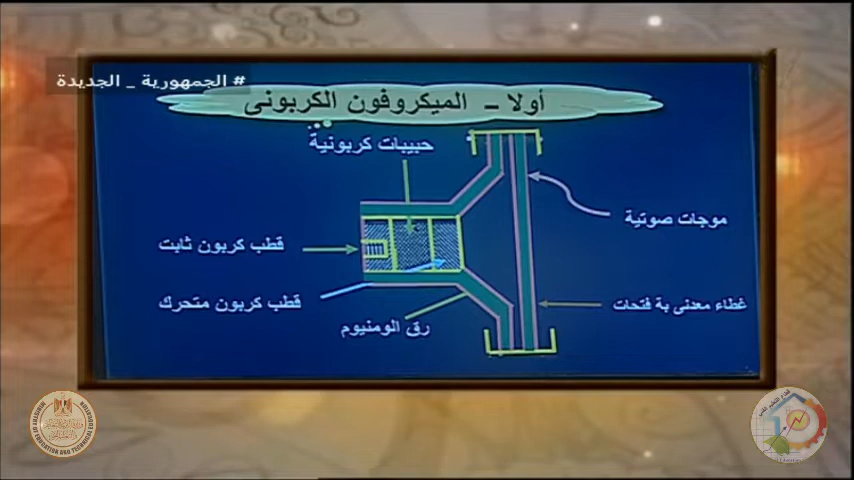 # الجمهورية _ الجديدة
أولا - الميكروفون الكربونى
حبيبات كربونية
موجات صوتية
قطب كربون ثابت
قطب كربون متحرك
غطاء معدنى بة فتحات
رق الومنيوم